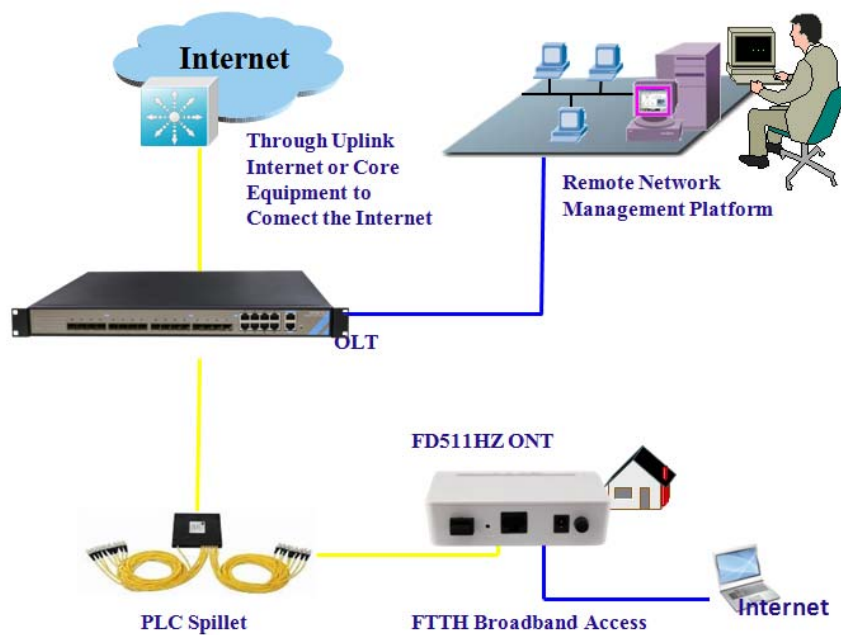 Internet
Through Uplink
Internet or Core
Equipment to
Comect the Internet
Remote Network
Management Platform
OLT
FD511HZ ONT
PLC Spillet
FTTH Broadband Access
Internet